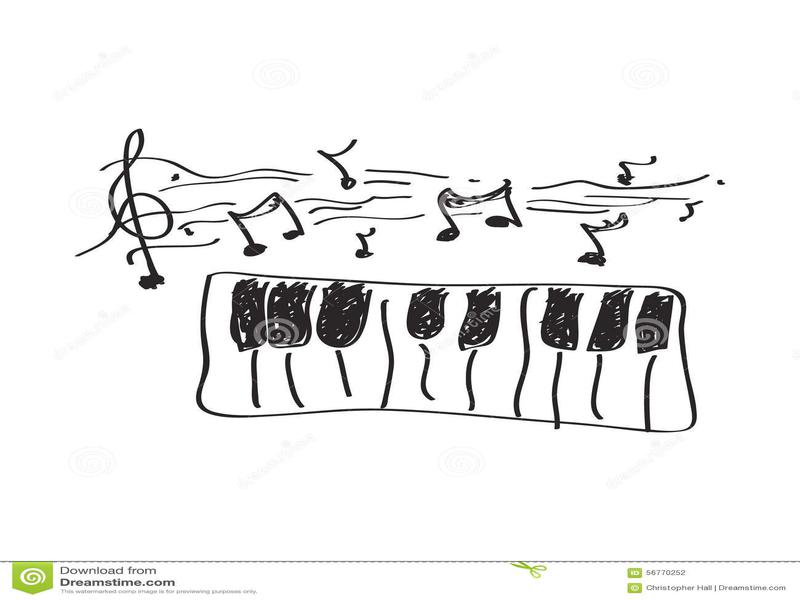 Download from
Dreamstime.com
This watermarked comp image is for previewing purposes only.
ID 56770252
© Christopher Hall | Dreamstime.com